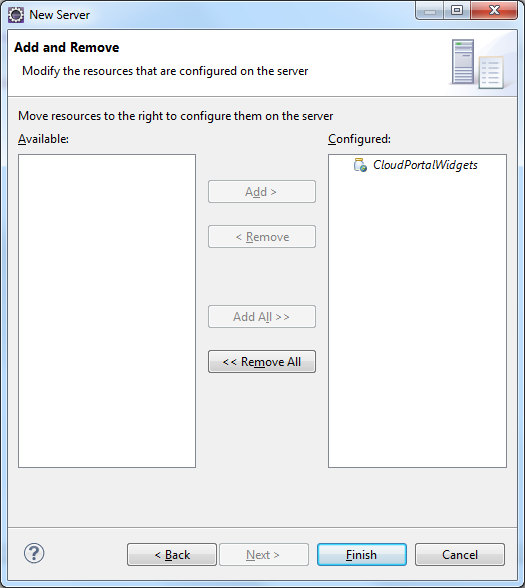 New Server
Add and Remove
Modify the resources that are configured on the server
Move resources to the right to configure them on the server
Available:
Configured:
CloudPortalWidgets
Add >
< Remove
Add All >>
<< Remove All
?
< Back
Next >
Finish
Cancel